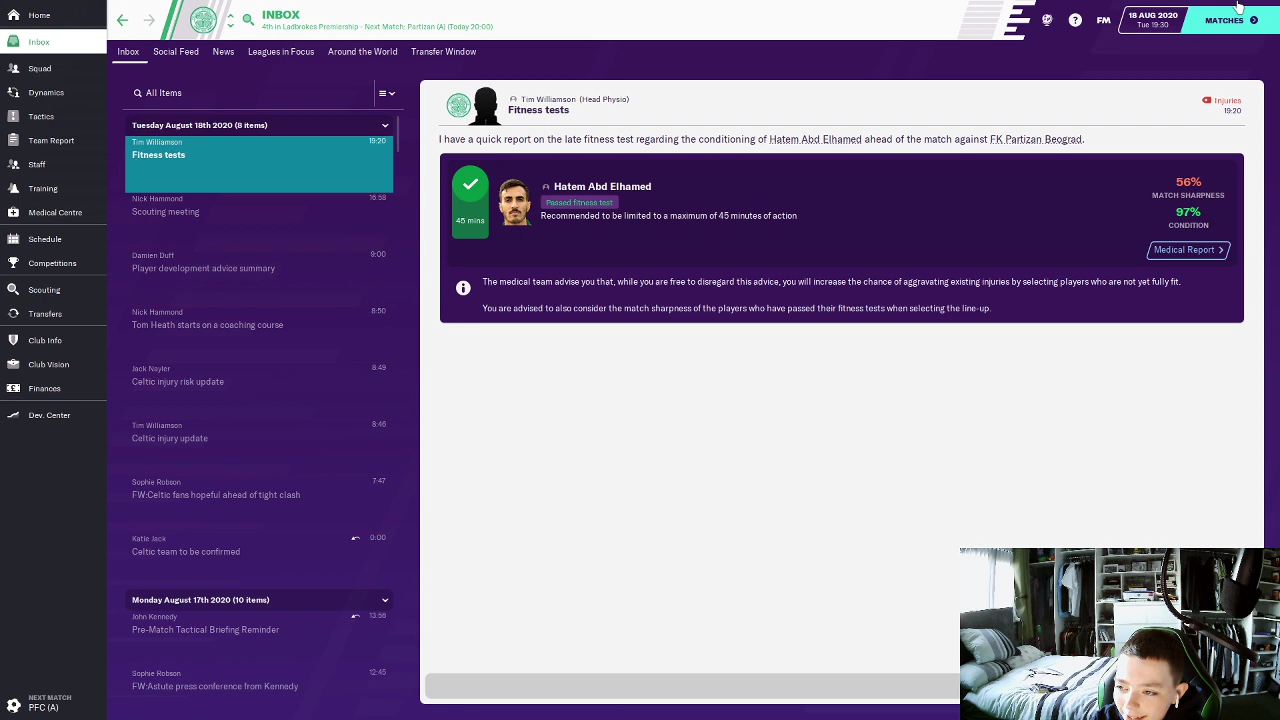 INBOX
4th in Ladbrokes Premiership - Next Match: Partizan (A) (Today 20:00)
FM
18 AUG 2020
Tue 19:30
MATCHES
Inbox
Squad
Dynamics
Tactics
Team Report
Staff
Training
Medical Centre
Schedule
Competitions
Scouting
Transfers
Club Info
Club Vision
Finances
Dev. Center
NEXT MATCH
PFC (A)
Inbox
Social Feed
News
Leagues in Focus
Around the World
Transfer Window
All Items
Tuesday August 18th 2020 (8 items)
Tim Williamson 19:20
Fitness tests
Nick Hammond 16:58
Scouting meeting
Damien Duff 9:00
Player development advice summary
Nick Hammond 8:50
Tom Heath starts on a coaching course
Jack Nayler 8:49
Celtic injury risk update
Tim Williamson 8:46
Celtic injury update
Sophie Robson 7:47
FW:Celtic fans hopeful ahead of tight clash
Katie Jack 0:00
Celtic team to be confirmed
Monday August 17th 2020 (10 items)
John Kennedy 13:56
Pre-Match Tactical Briefing Reminder
Sophie Robson 12:45
FW:Astute press conference from Kennedy
Tim Williamson (Head Physio)
Fitness tests
Injuries
19:20
I have a quick report on the late fitness test regarding the conditioning of Hatem Abd Elhamed ahead of the match against FK Partizan Beograd.
45 mins
Hatem Abd Elhamed
Passed fitness test
Recommended to be limited to a maximum of 45 minutes of action
56%
MATCH SHARPNESS
97%
CONDITION
Medical Report
The medical team advise you that, while you are free to disregard this advice, you will increase the chance of aggravating existing injuries by selecting players who are not yet fully fit.
You are advised to also consider the match sharpness of the players who have passed their fitness tests when selecting the line-up.